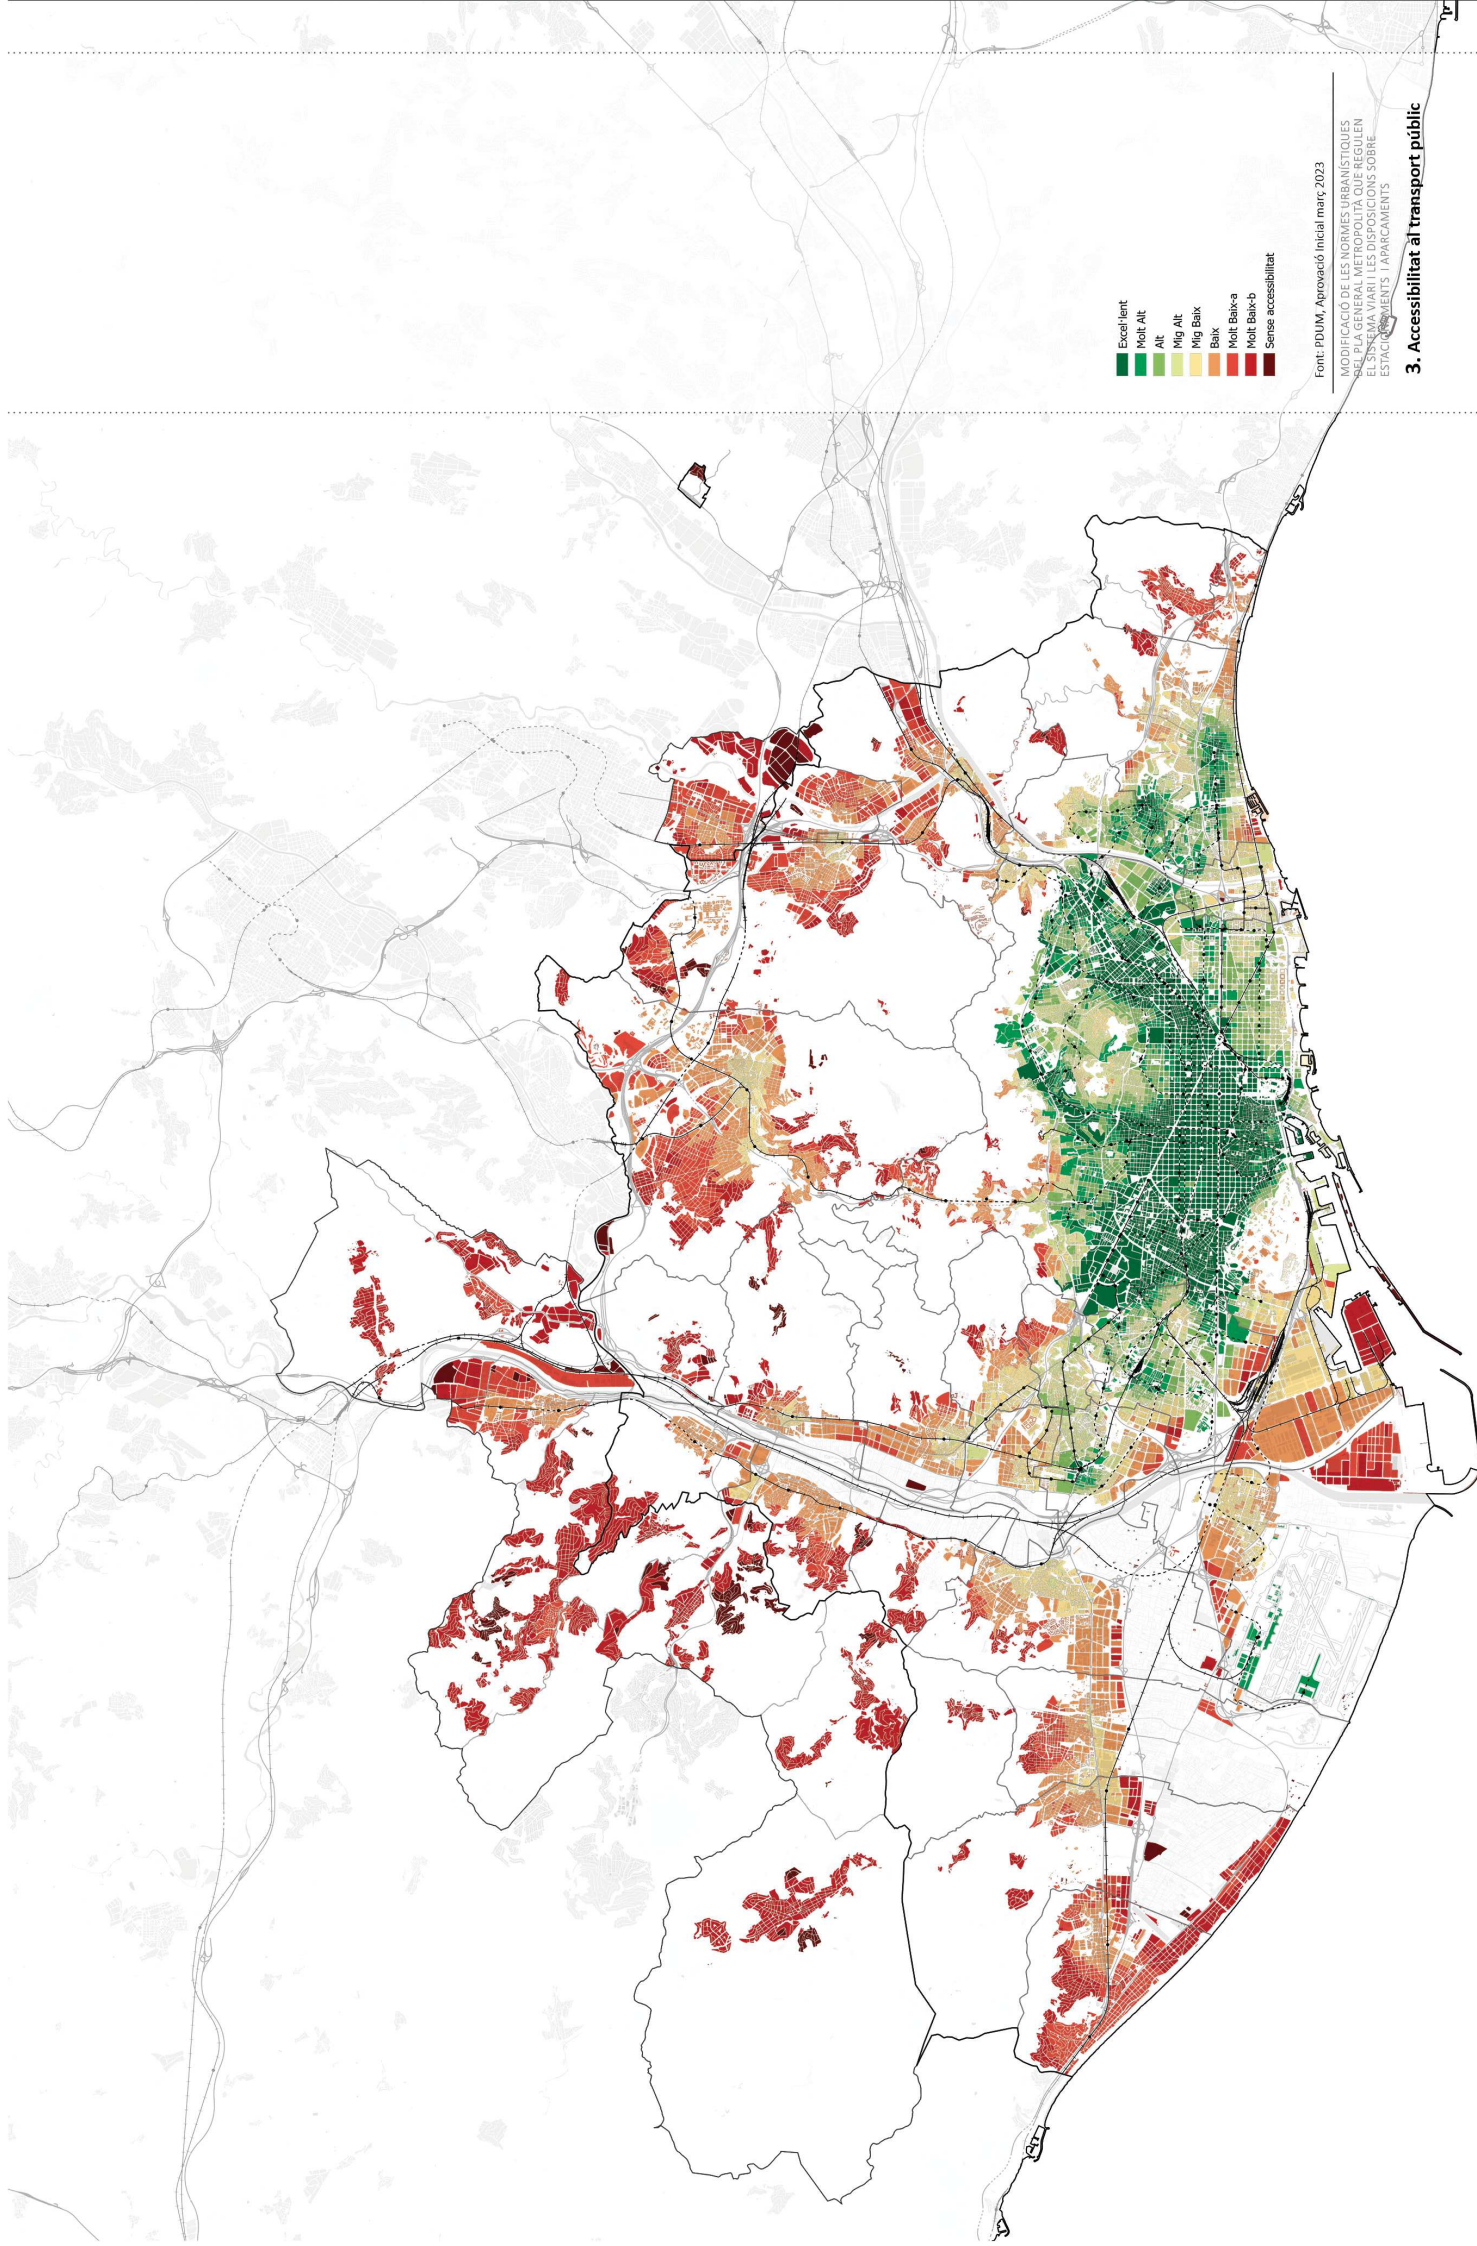 Excel·lent
Molt Alt
Alt
Mig Alt
Mig Baix
Baix
Molt Baix-a
Molt Baix-b
Sense accessibilitat
Font: PDUM, Aprovació Inicial març 2023
MODIFICACIÓ DE LES NORMES URBANÍSTIQUES
DEL PLA GENERAL METROPOLITÀ QUE REGULEN
EL SISTEMA VIARI I LES DISPOSICIONS SOBRE
ESTACIONAMENTS I APARCAMENTS
3. Accessibilitat al transport públic